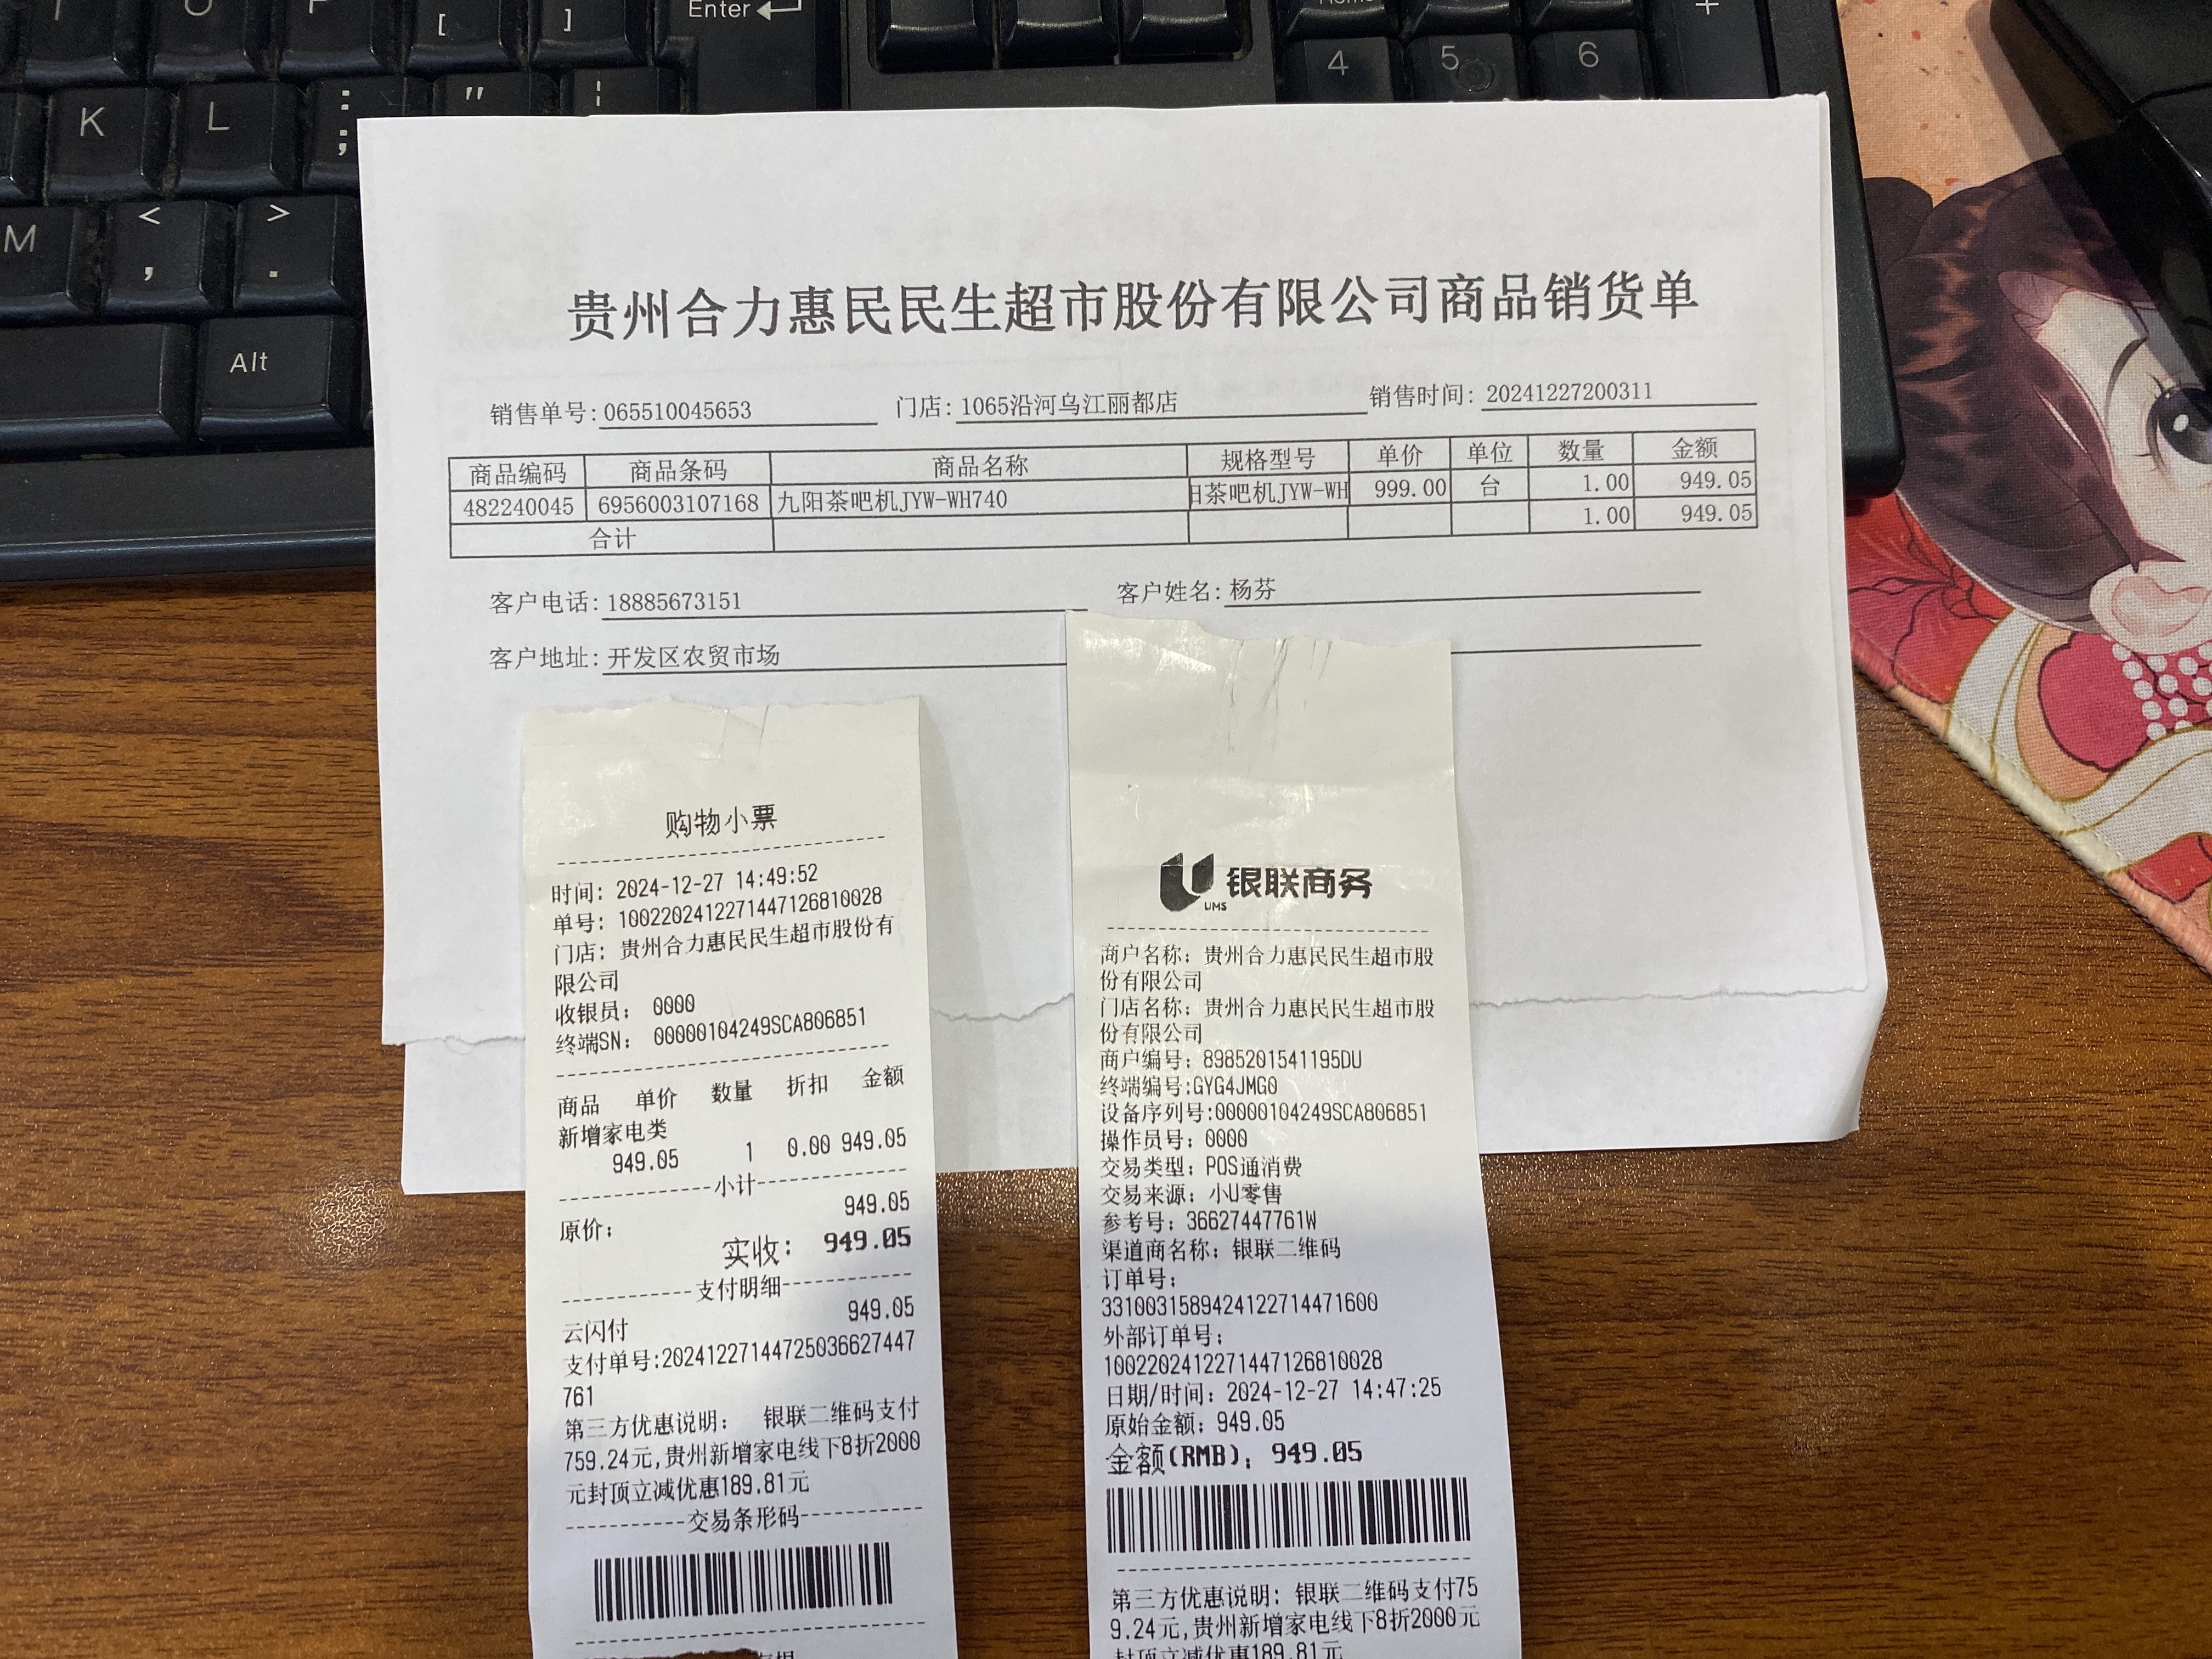 Enter
[
]
4
5
6
+
K
L
:
;
"
M
<
,
>
.
Alt
贵州合力惠民民生超市股份有限公司商品销货单
销售单号:065510045653 门店:1065沿河乌江丽都店 销售时间:20241227200311
商品编码 商品条码 商品名称 规格型号 单价 单位 数量 金额
482240045 6956003107168 九阳茶吧机JYW-WH740 茶吧机JYW-WH 999.00 台 1.00 949.05
合计 1.00 949.05
客户电话:18885673151 客户姓名:杨芬
客户地址:开发区农贸市场
购物小票
时间: 2024-12-27 14:49:52
单号: 10022024122714471268​10028
门店: 贵州合力惠民民生超市股份有
限公司
收银员: 0000
终端SN: 00000104249SCA806851
商品 单价 数量 折扣 金额
新增家电类
949.05 1 0.00 949.05
小计
原价: 949.05
实收: 949.05
支付明细
云闪付 949.05
支付单号:20241227144725036627447
761
第三方优惠说明: 银联二维码支付
759.24元,贵州新增家电线下8折2000
元封顶立减优惠189.81元
交易条形码
银联商务
UMS
商户名称: 贵州合力惠民民生超市股
份有限公司
门店名称: 贵州合力惠民民生超市股
份有限公司
商户编号: 8985201541195DU
终端编号:GYG4JMG0
设备序列号:00000104249SCA806851
操作员号: 0000
交易类型: POS通消费
交易来源: 小U零售
参考号: 36627447761W
渠道商名称: 银联二维码
订单号:
3310031589424122714471600
外部订单号:
1002202412271447126810028
日期/时间: 2024-12-27 14:47:25
原始金额: 949.05
金额(RMB): 949.05
第三方优惠说明: 银联二维码支付75
9.24元,贵州新增家电线下8折2000元
封顶立减优惠189.81元